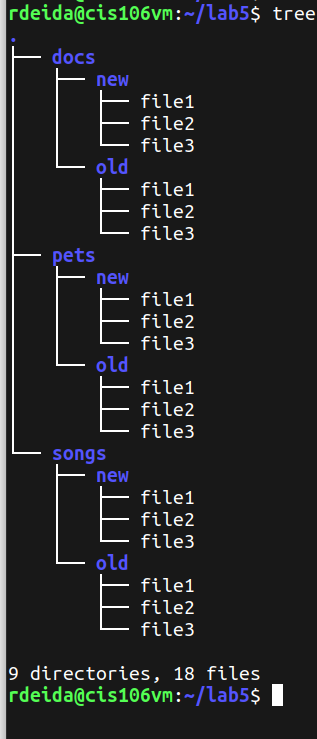 rdeida@cis106vm:~/lab5$ tree
.
├── docs
│   ├── new
│   │   ├── file1
│   │   ├── file2
│   │   └── file3
│   └── old
│       ├── file1
│       ├── file2
│       └── file3
├── pets
│   ├── new
│   │   ├── file1
│   │   ├── file2
│   │   └── file3
│   └── old
│       ├── file1
│       ├── file2
│       └── file3
└── songs
    ├── new
    │   ├── file1
    │   ├── file2
    │   └── file3
    └── old
        ├── file1
        ├── file2
        └── file3
9 directories, 18 files
rdeida@cis106vm:~/lab5$